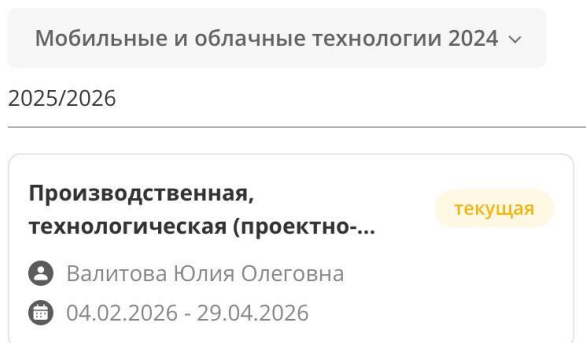 Мобильные и облачные технологии 2024
2025/2026
Производственная,
технологическая (проектно-...
текущая
Валитова Юлия Олеговна
04.02.2026 - 29.04.2026